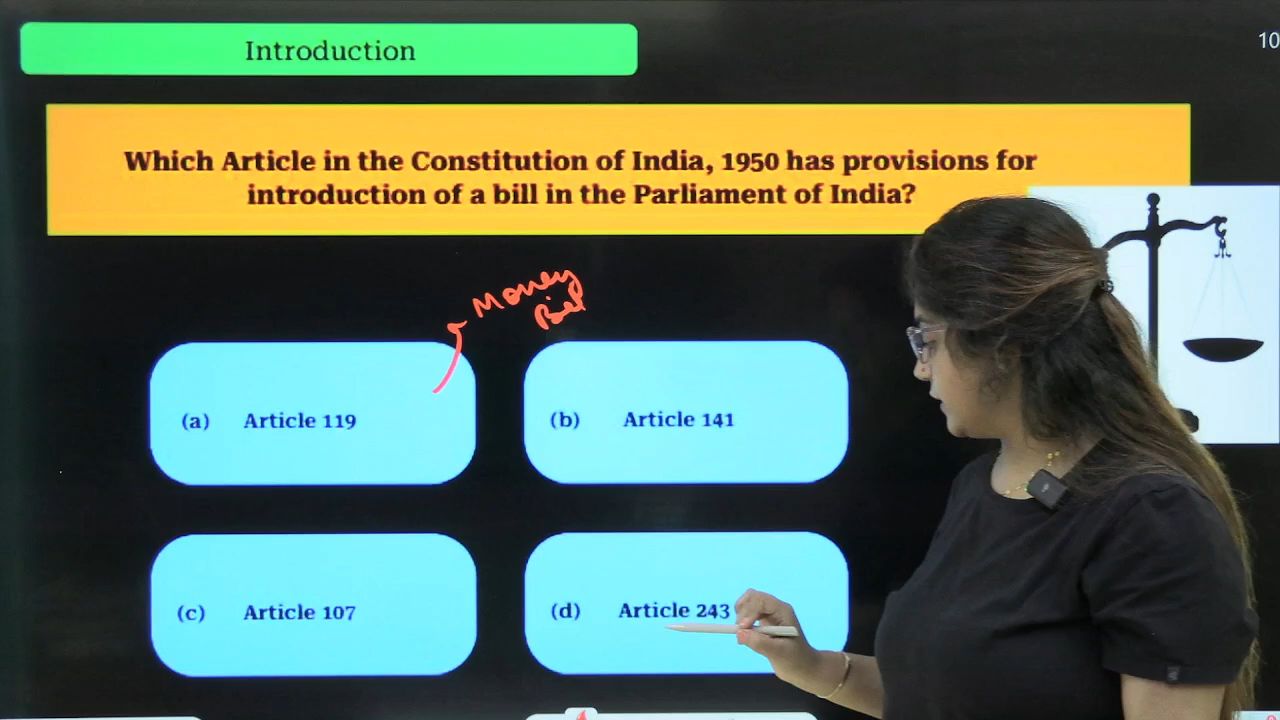 Introduction
10
Which Article in the Constitution of India, 1950 has provisions for
introduction of a bill in the Parliament of India?
Money
Bill
(a) Article 119
(b) Article 141
(c) Article 107
(d) Article 243